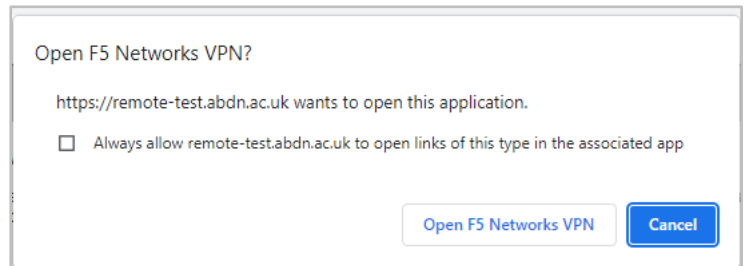 Open F5 Networks VPN?
https://remote-test.abdn.ac.uk wants to open this application.
Always allow remote-test.abdn.ac.uk to open links of this type in the associated app
Open F5 Networks VPN Cancel